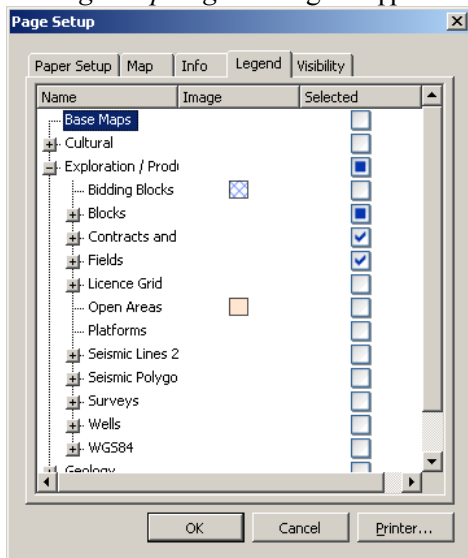 Page Setup
Paper Setup Map Info Legend Visibility
Name Image Selected
Base Maps
Cultural
Exploration / Prod
Bidding Blocks
Blocks
Contracts and
Fields
Licence Grid
Open Areas
Platforms
Seismic Lines 2
Seismic Polygo
Surveys
Wells
WGS84
Geology
OK Cancel Printer...